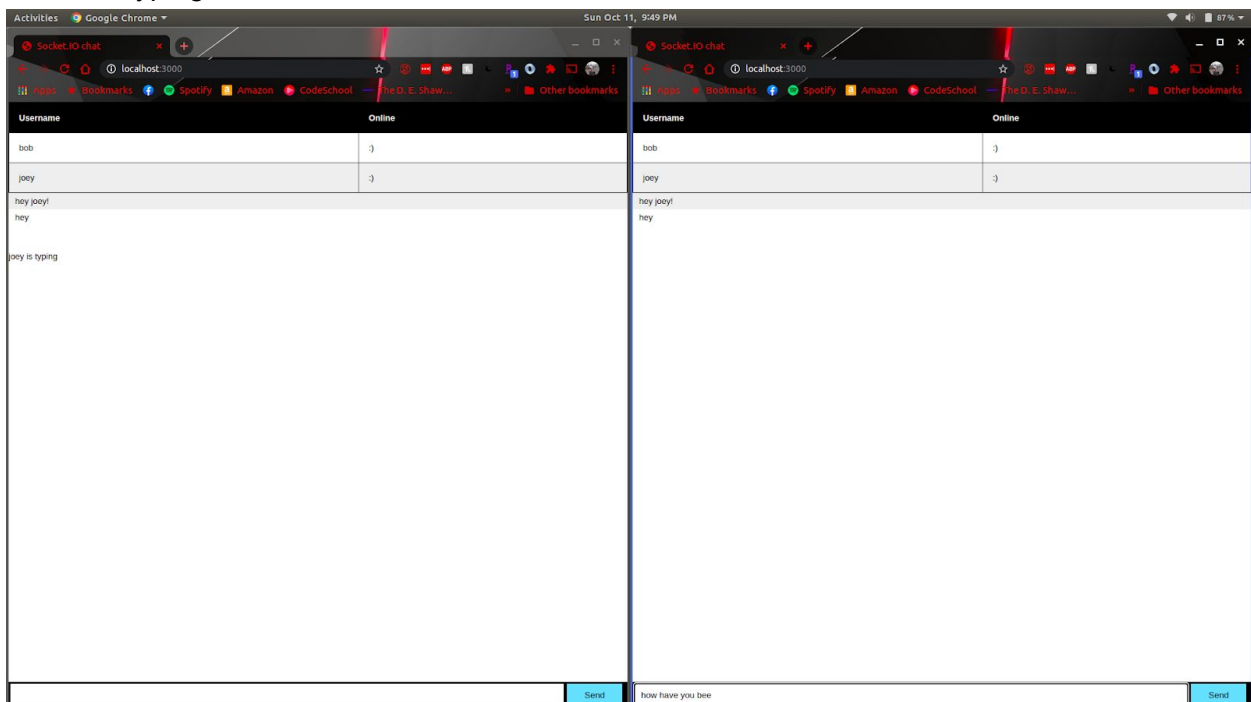 Activities Google Chrome Sun Oct 11, 9:49 PM 87%
Socket.IO chat
localhost:3000
Apps Bookmarks Spotify Amazon CodeSchool The D. E. Shaw... » Other bookmarks
Username Online
bob :)
joey :)
hey joey!
hey
joey is typing
Send
Socket.IO chat
localhost:3000
Apps Bookmarks Spotify Amazon CodeSchool The D. E. Shaw... » Other bookmarks
Username Online
bob :)
joey :)
hey joey!
hey
how have you bee Send